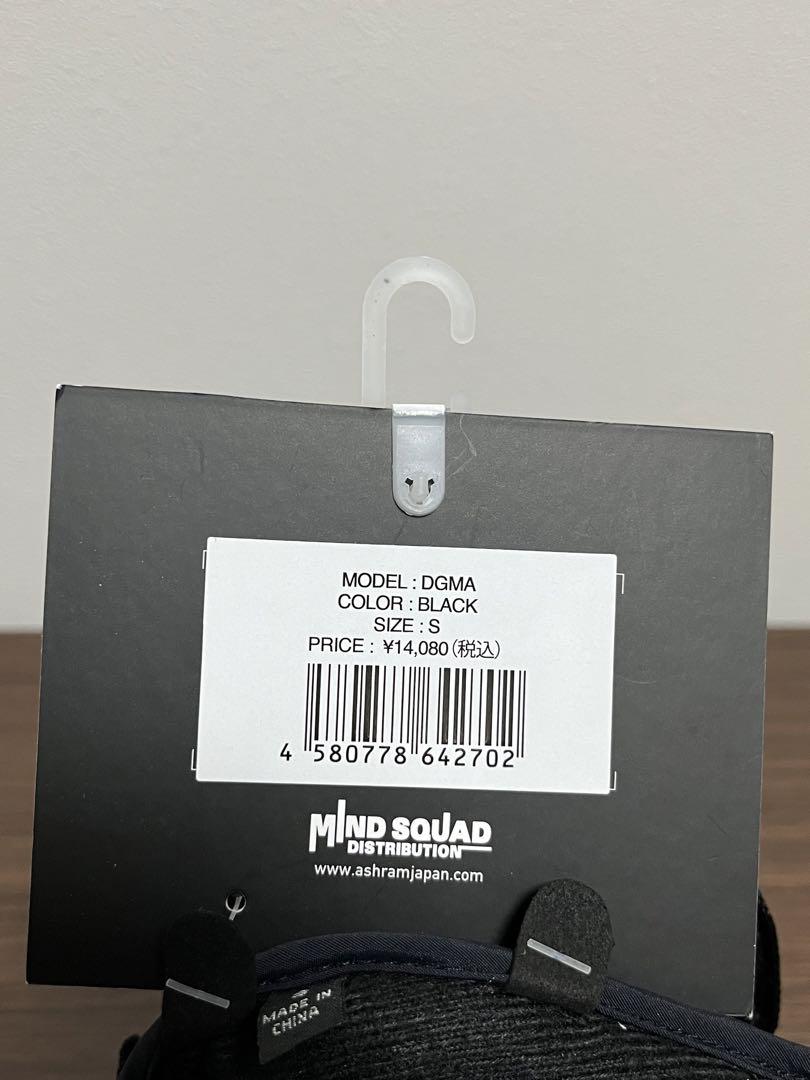 MODEL : DGMA
COLOR : BLACK
SIZE : S
PRICE : ¥14,080(税込)
4 580778 642702
MIND SQUAD
DISTRIBUTION
www.ashramjapan.com
S
MADE IN
CHINA